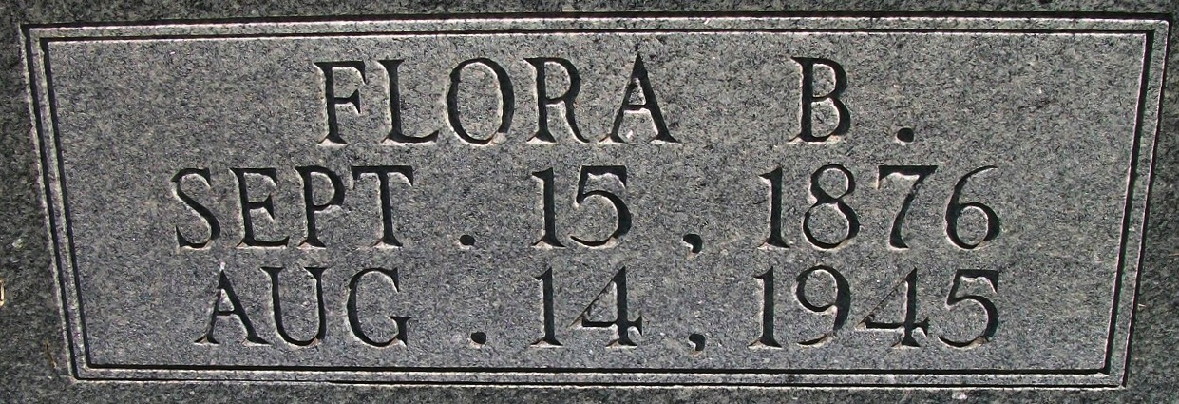 FLORA B.
SEPT. 15, 1876
AUG. 14, 1945